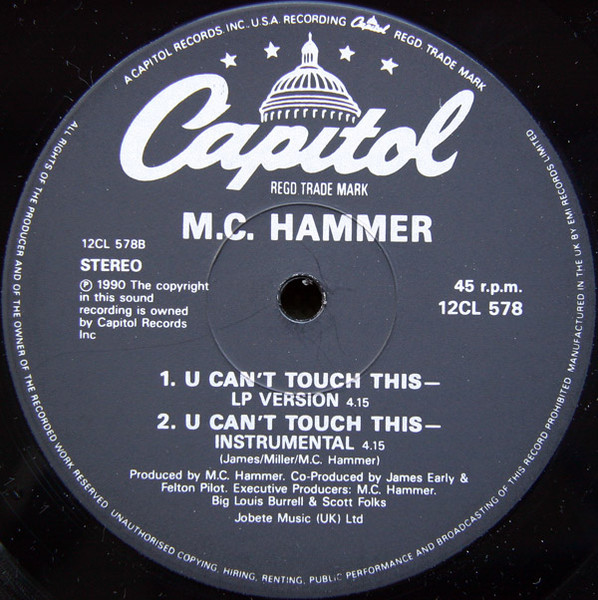 A CAPITOL RECORDS, INC., U.S.A. RECORDING Capitol REGD. TRADE MARK
Capitol
REGD TRADE MARK
M.C. HAMMER
12CL 578B
STEREO
℗ 1990 The copyright
in this sound
recording is owned
by Capitol Records
Inc
45 r.p.m.
12CL 578
1. U CAN'T TOUCH THIS—
LP VERSION 4.15
2. U CAN'T TOUCH THIS—
INSTRUMENTAL 4.15
(James/Miller/M.C. Hammer)
Produced by M.C. Hammer. Co-Produced by James Early &
Felton Pilot. Executive Producers: M.C. Hammer.
Big Louis Burrell & Scott Folks
Jobete Music (UK) Ltd
ALL RIGHTS OF THE PRODUCER AND OF THE OWNER OF THE RECORDED WORK RESERVED. UNAUTHORISED COPYING, HIRING, RENTING, PUBLIC PERFORMANCE AND BROADCASTING OF THIS RECORD PROHIBITED. MANUFACTURED IN THE UK BY EMI RECORDS LIMITED